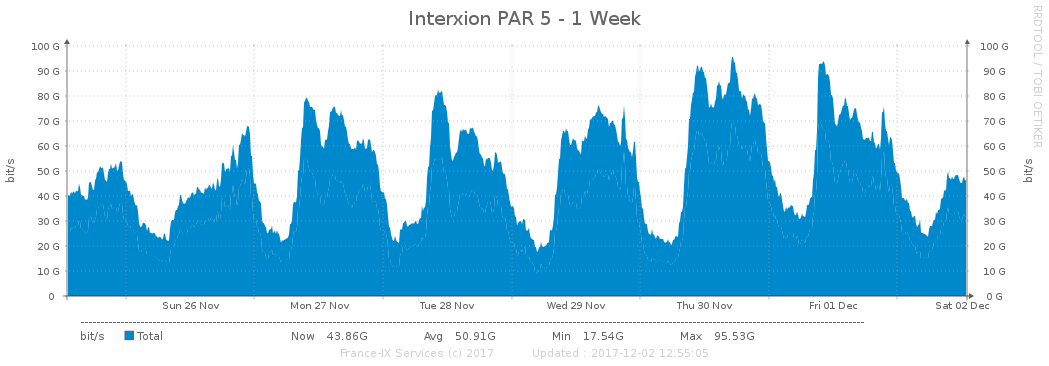 Interxion PAR 5 - 1 Week
RRDTOOL / TOBI OETIKER
100 G 100 G
90 G 90 G
80 G 80 G
70 G 70 G
60 G 60 G
50 G 50 G
40 G 40 G
30 G 30 G
20 G 20 G
10 G 10 G
0 0 G
bit/s bit/s
Sun 26 Nov Mon 27 Nov Tue 28 Nov Wed 29 Nov Thu 30 Nov Fri 01 Dec Sat 02 Dec
bit/s Total Now 43.86G Avg 50.91G Min 17.54G Max 95.53G
France-IX Services (c) 2017 Updated : 2017-12-02 12:55:05